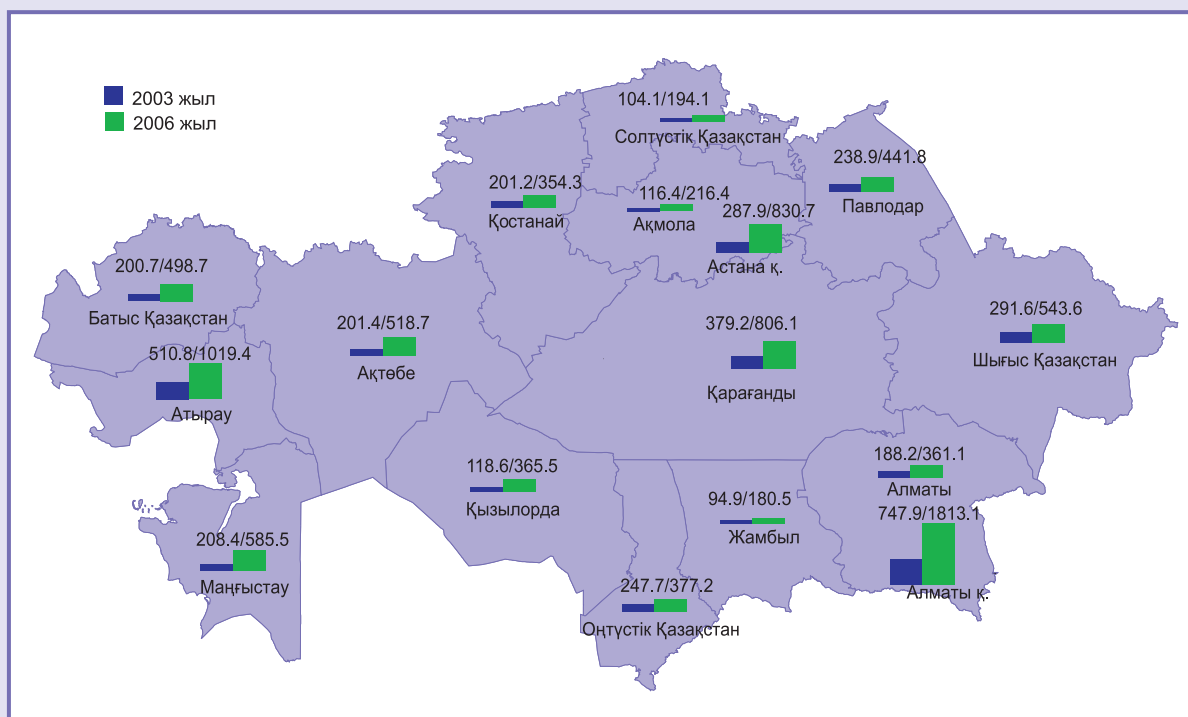 2003 жыл
2006 жыл
104.1/194.1
Солтүстік Қазақстан
238.9/441.8
Павлодар
201.2/354.3
Қостанай
116.4/216.4
Ақмола
287.9/830.7
Астана қ.
200.7/498.7
Батыс Қазақстан
201.4/518.7
Ақтөбе
379.2/806.1
Қарағанды
291.6/543.6
Шығыс Қазақстан
510.8/1019.4
Атырау
118.6/365.5
Қызылорда
94.9/180.5
Жамбыл
188.2/361.1
Алматы
747.9/1813.1
Алматы қ.
208.4/585.5
Маңғыстау
247.7/377.2
Оңтүстік Қазақстан